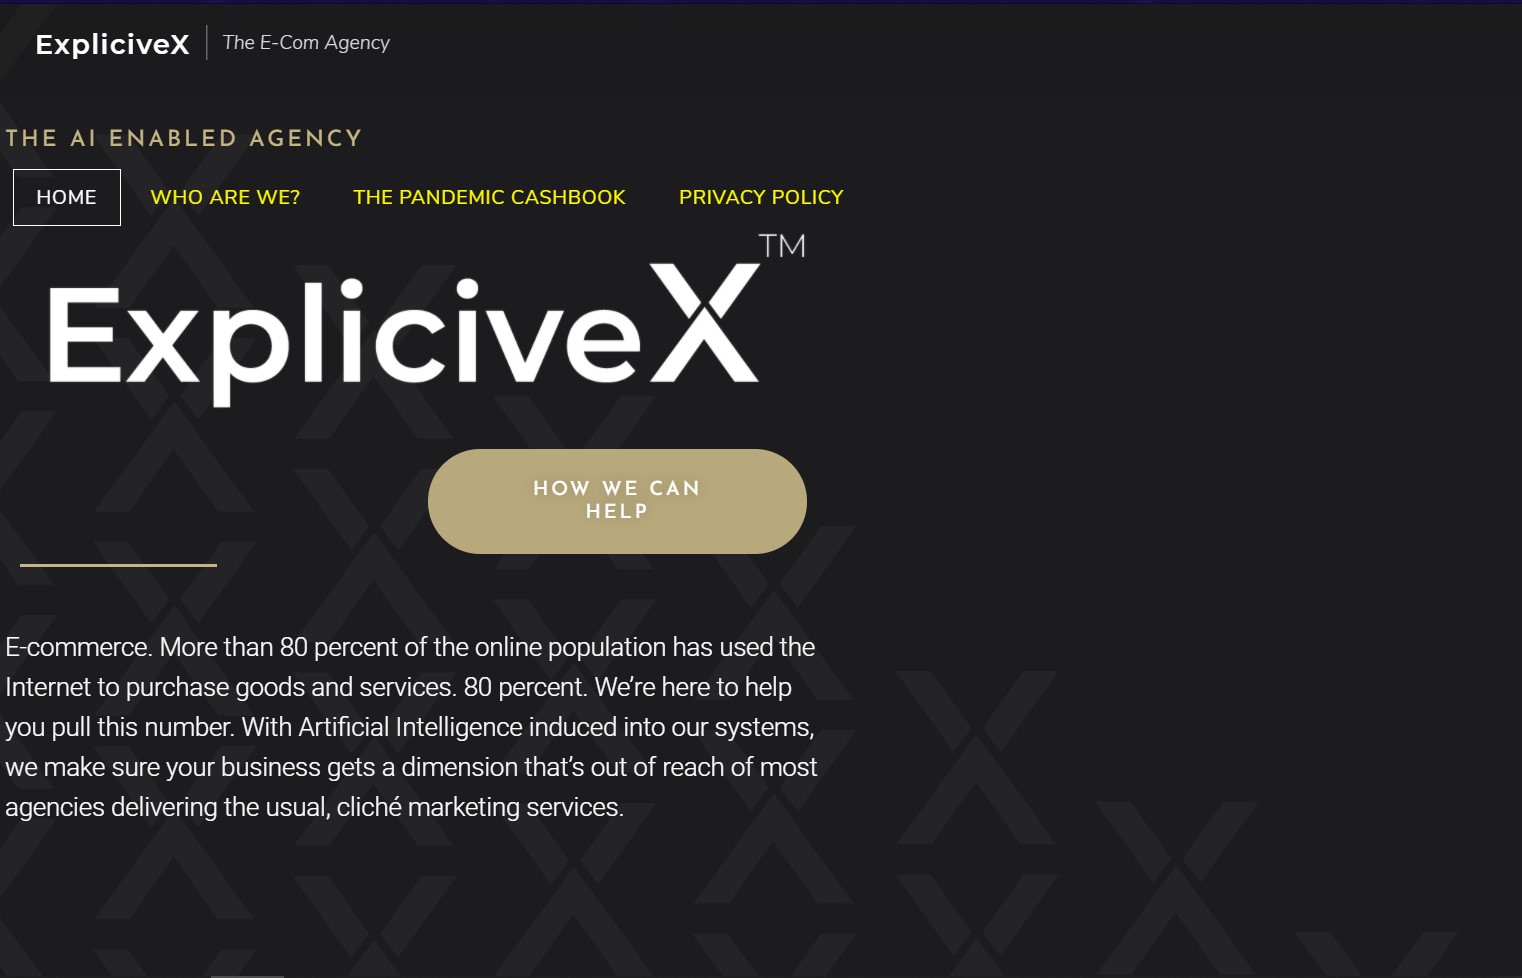 ExpliciveX | The E-Com Agency
THE AI ENABLED AGENCY
HOME WHO ARE WE? THE PANDEMIC CASHBOOK PRIVACY POLICY
ExpliciveX™
HOW WE CAN
HELP
E-commerce. More than 80 percent of the online population has used the
Internet to purchase goods and services. 80 percent. We’re here to help
you pull this number. With Artificial Intelligence induced into our systems,
we make sure your business gets a dimension that’s out of reach of most
agencies delivering the usual, cliché marketing services.